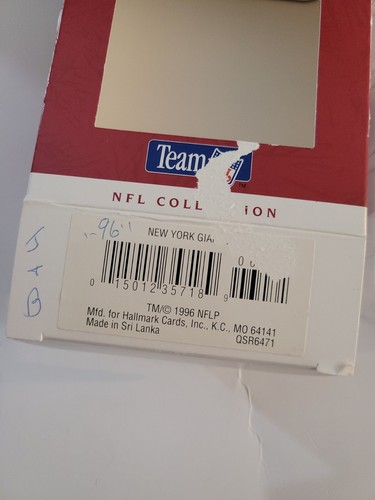 Team
TM
NFL COLL ION
"96"
NEW YORK GIA
0 15012 35718 9
TM/© 1996 NFLP
Mfd. for Hallmark Cards, Inc., K.C., MO 64141
Made in Sri Lanka
QSR6471
B + J